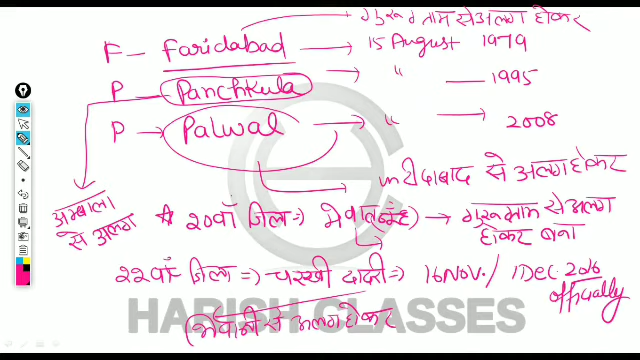 गुरूग्राम से अलग होकर
F – Faridabad → 15 August 1979
P – Panchkula → " — 1995
P → Palwal → " → 2008
फरीदाबाद से अलग होकर
अम्बाला से अलग
* 20वाँ जिला => मेवात → गुरूग्राम से अलग होकर बना
22वाँ जिला => चरखी दादरी => 16 Nov. / 1 Dec. 2016 officially
(भिवानी से अलग होकर
HARISH CLASSES